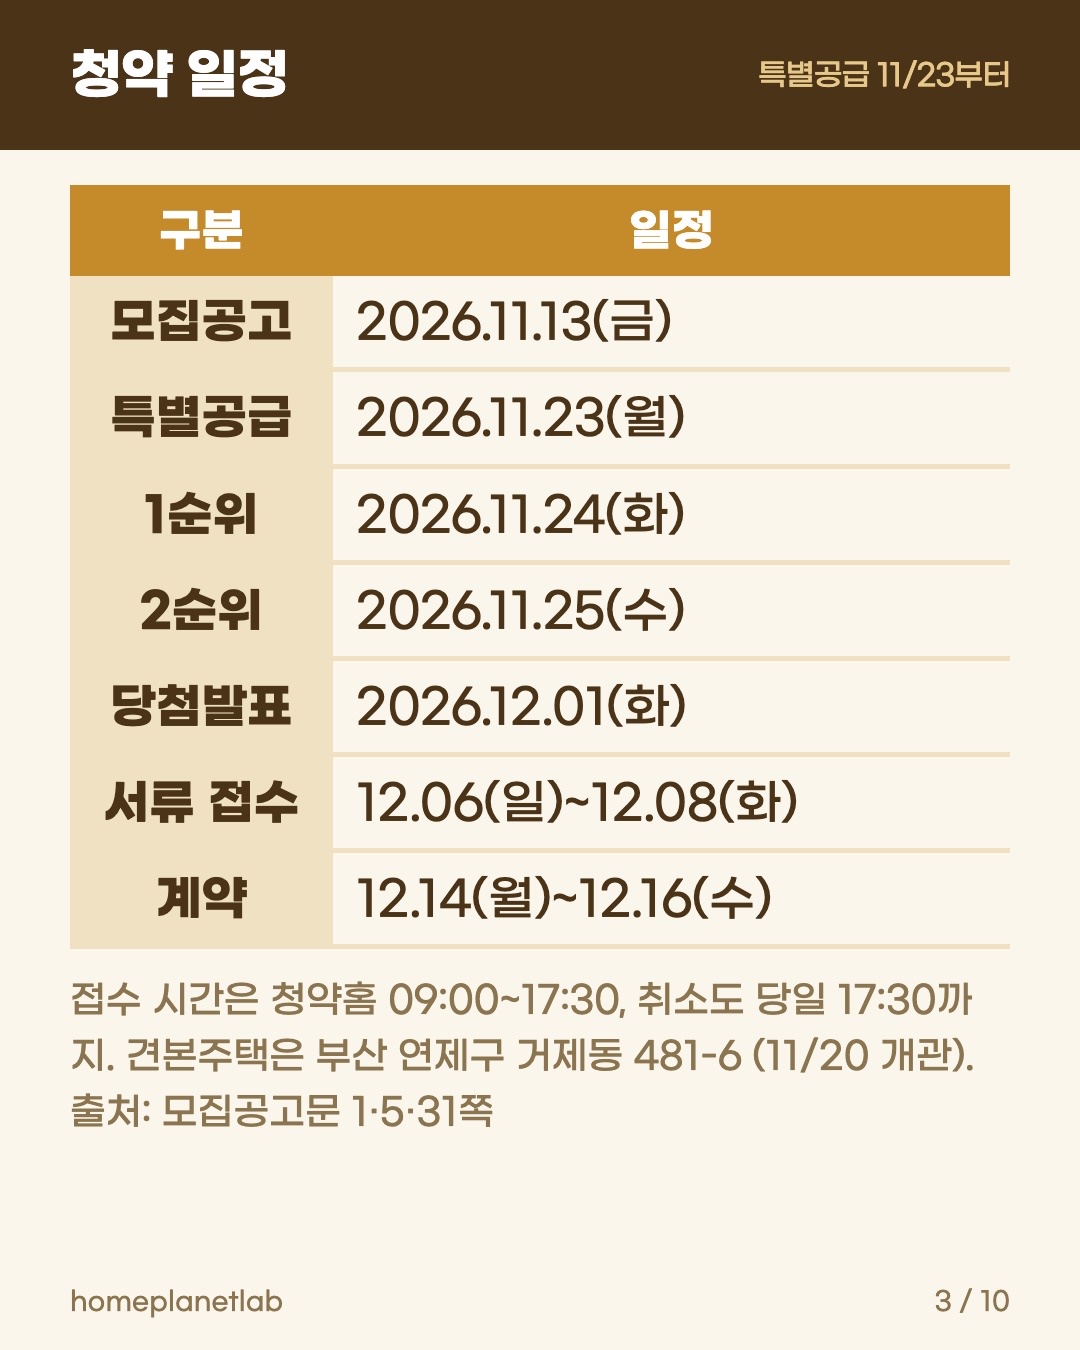 청약 일정
특별공급 11/23부터
구분 일정
모집공고 2026.11.13(금)
특별공급 2026.11.23(월)
1순위 2026.11.24(화)
2순위 2026.11.25(수)
당첨발표 2026.12.01(화)
서류 접수 12.06(일)~12.08(화)
계약 12.14(월)~12.16(수)
접수 시간은 청약홈 09:00~17:30, 취소도 당일 17:30까
지. 견본주택은 부산 연제구 거제동 481-6 (11/20 개관).
출처: 모집공고문 1·5·31쪽
homeplanetlab
3 / 10